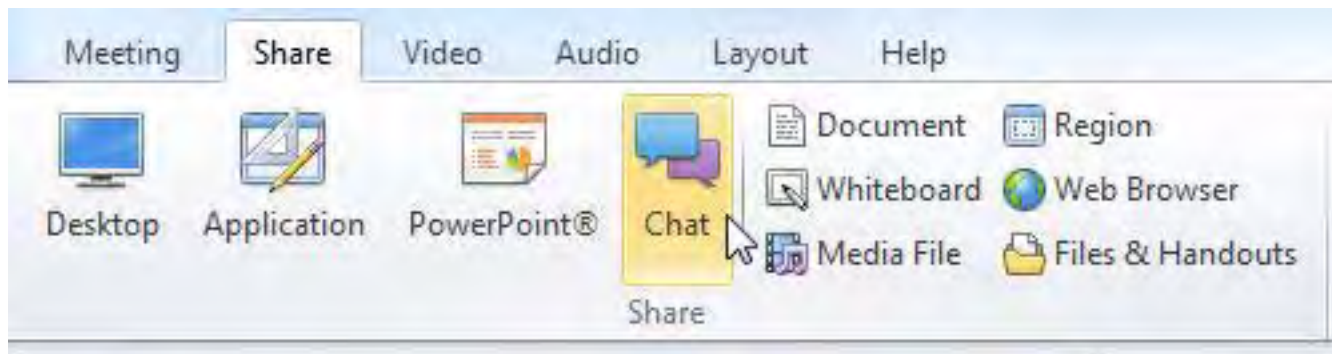 Meeting Share Video Audio Layout Help
Document Region
Whiteboard Web Browser
Desktop Application PowerPoint® Chat
Media File Files & Handouts
Share